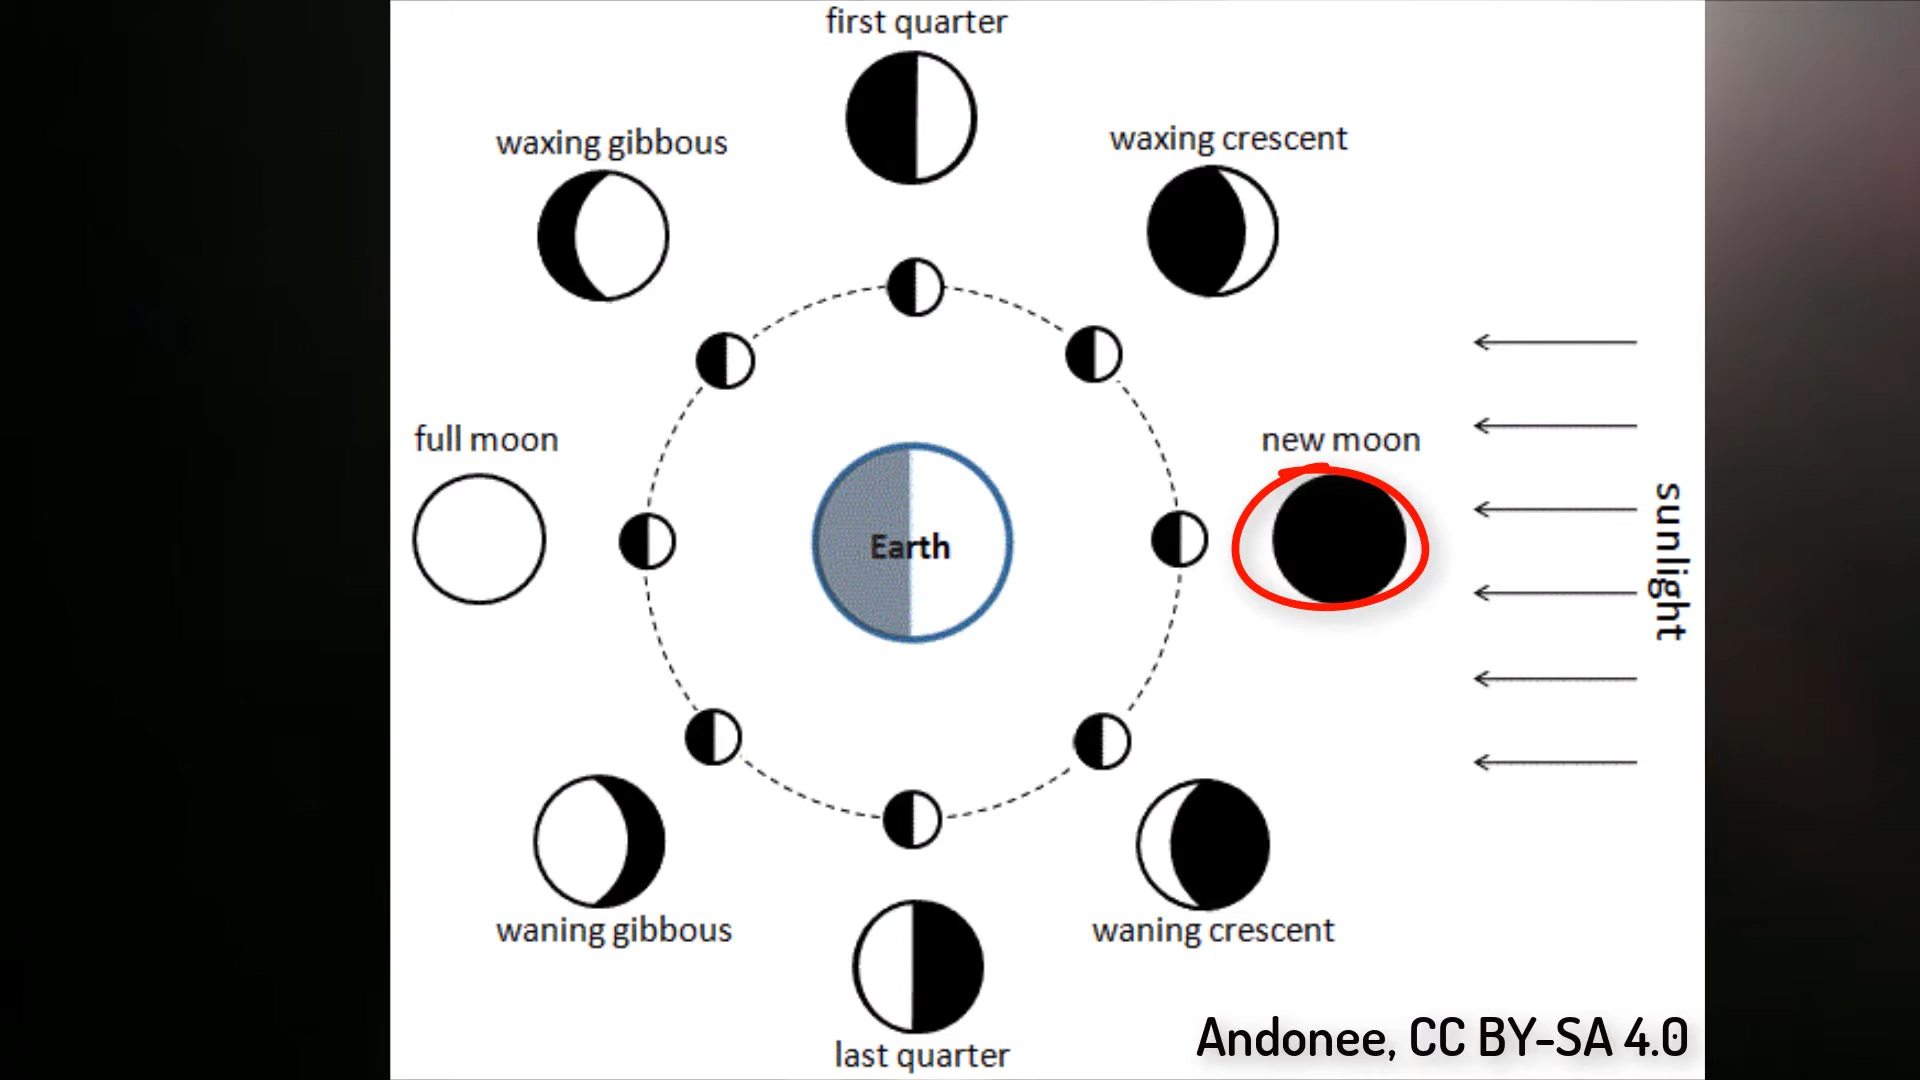 first quarter
waxing gibbous
waxing crescent
full moon
new moon
sunlight
Earth
waning gibbous
waning crescent
last quarter
Andonee, CC BY-SA 4.0